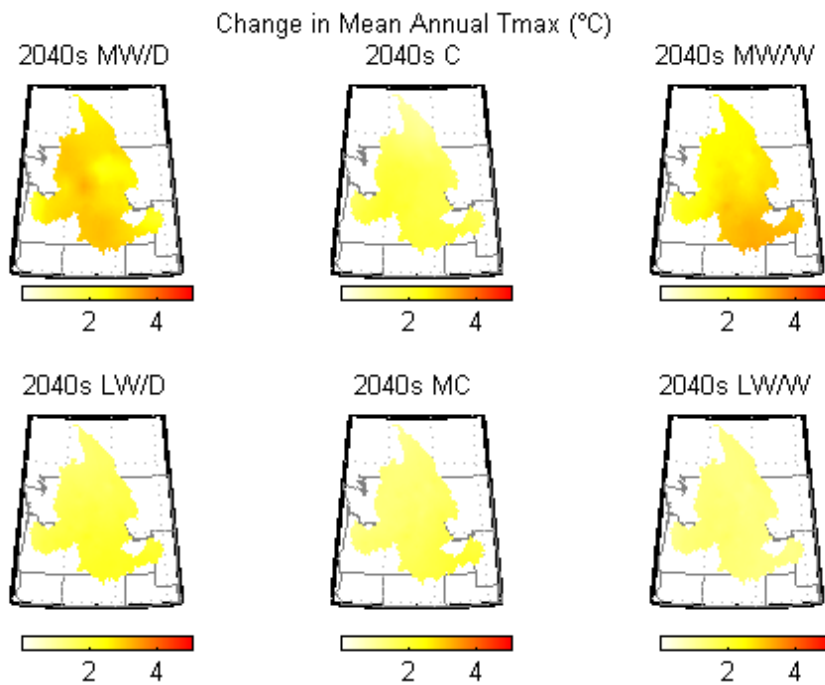 Change in Mean Annual Tmax (°C)
2040s MW/D 2040s C 2040s MW/W
2 4 2 4 2 4
2040s LW/D 2040s MC 2040s LW/W
2 4 2 4 2 4